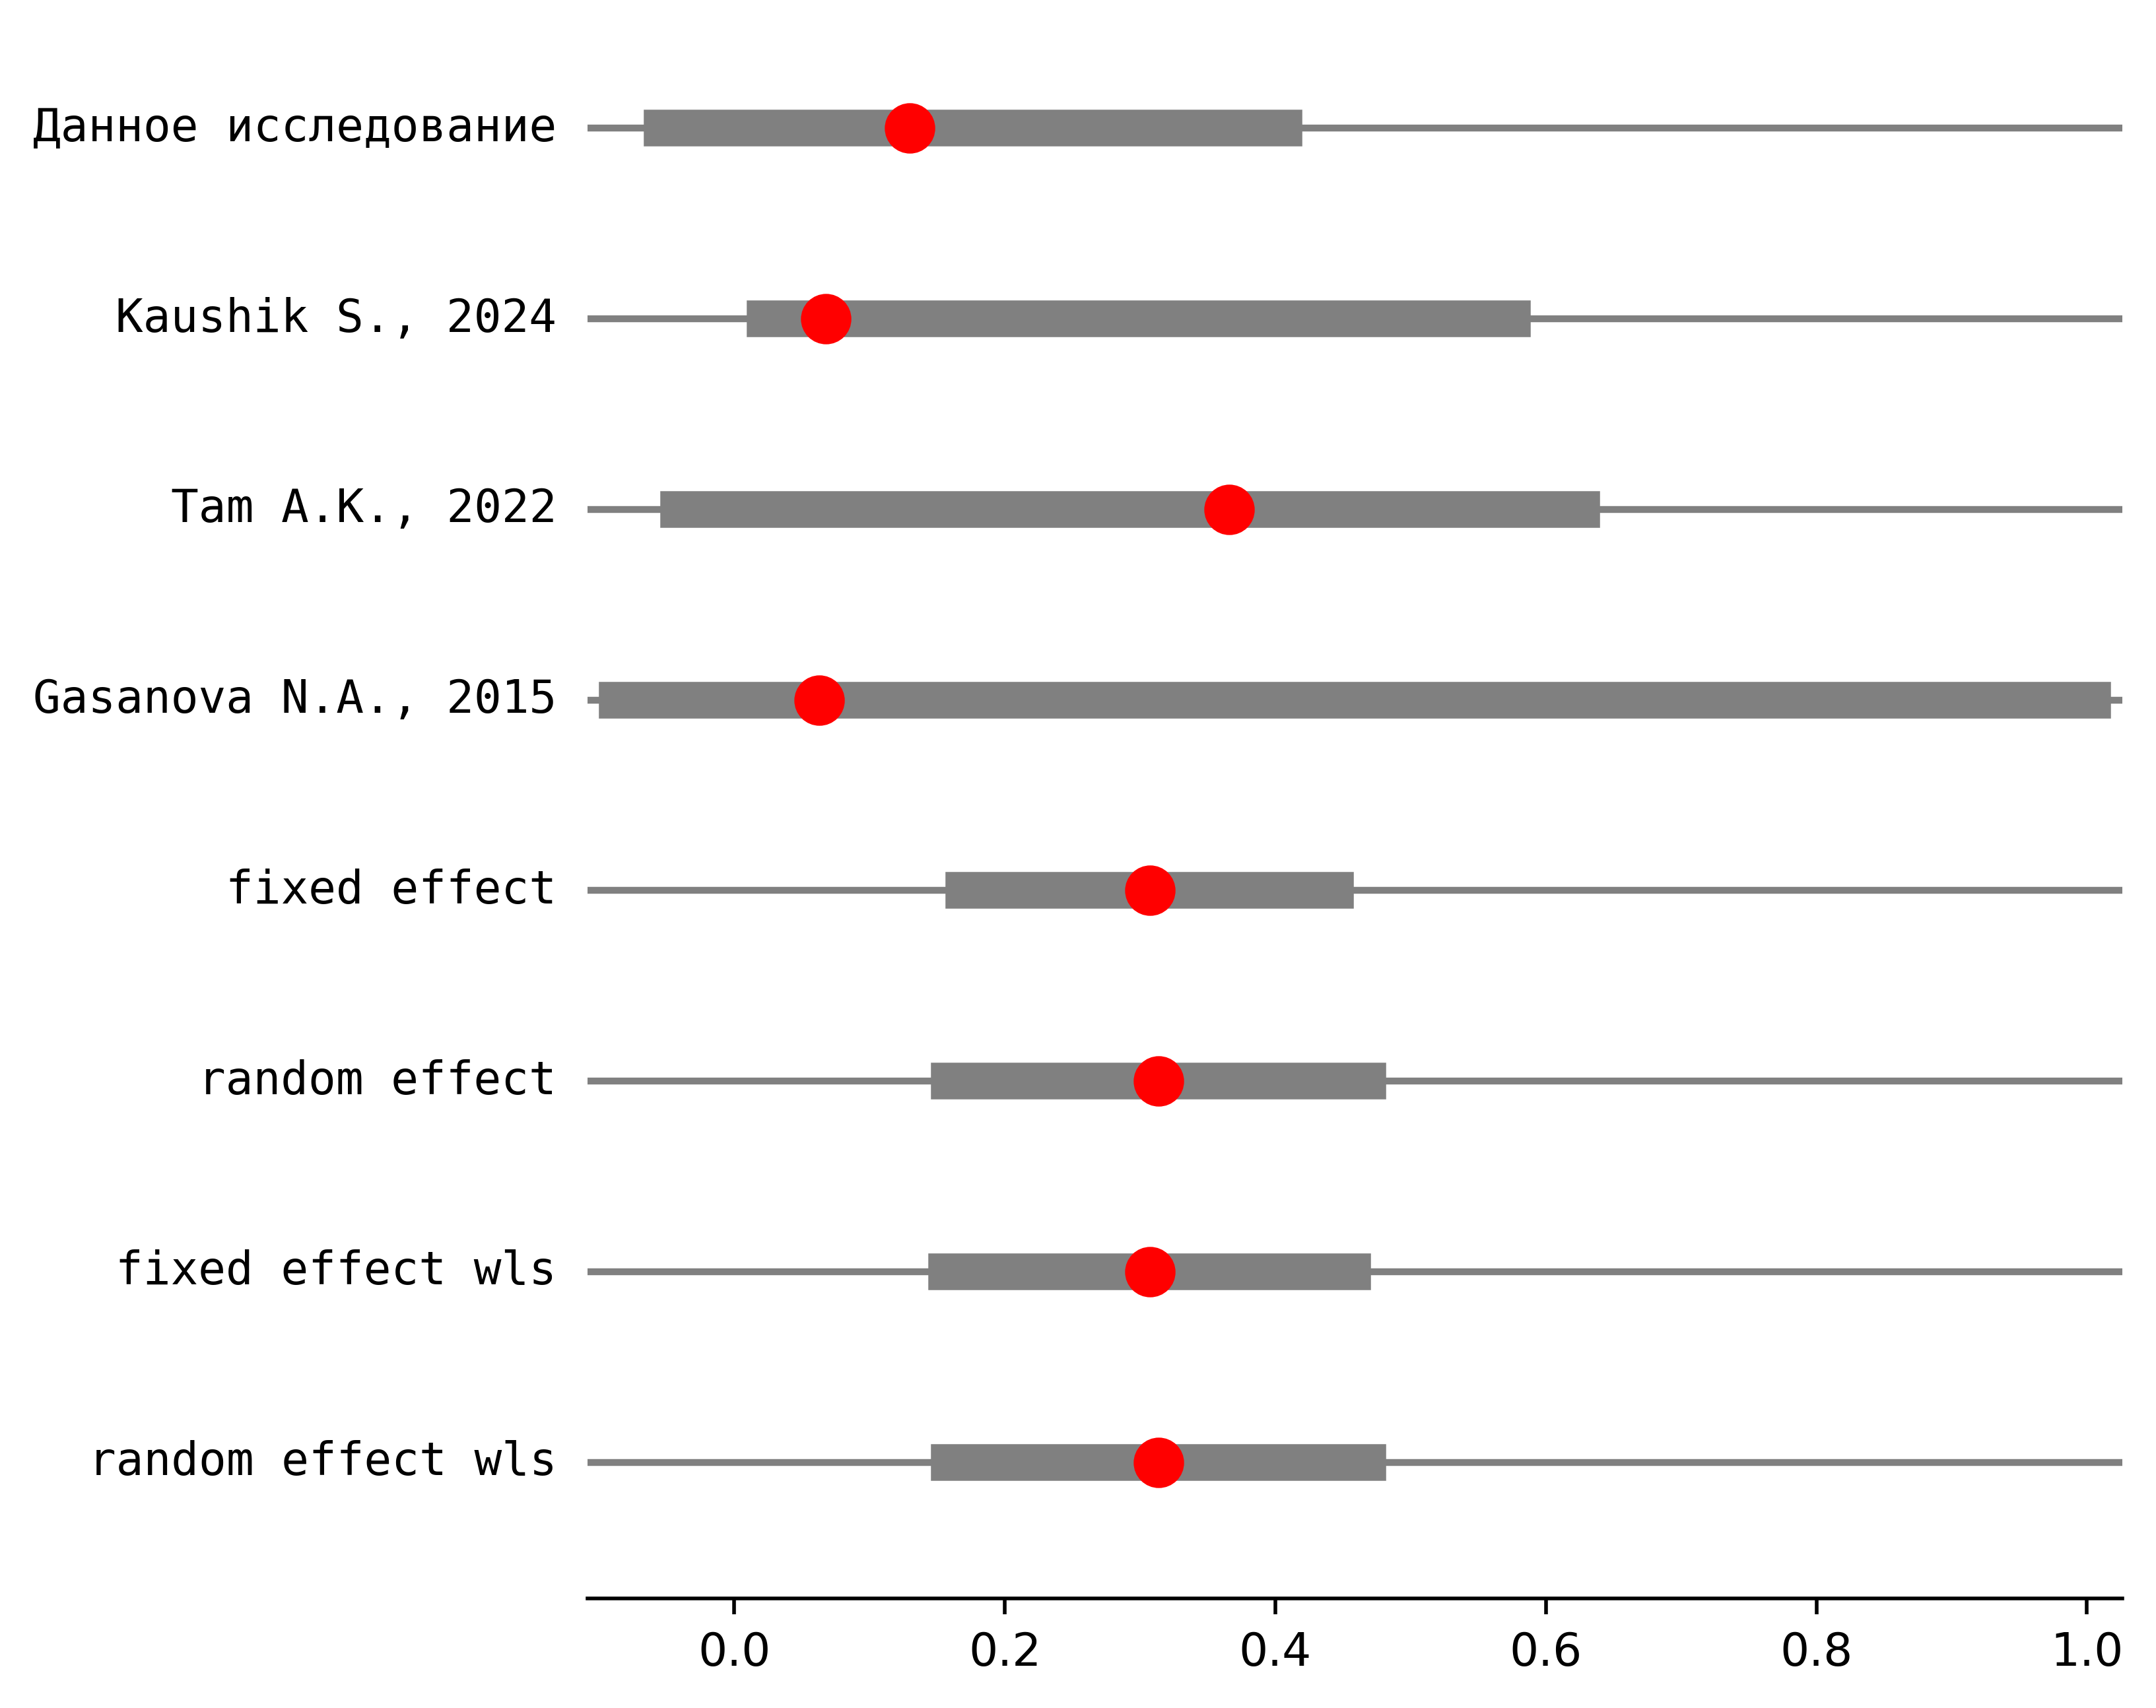 Данное исследование
Kaushik S., 2024
Tam A.K., 2022
Gasanova N.A., 2015
fixed effect
random effect
fixed effect wls
random effect wls
0.0 0.2 0.4 0.6 0.8 1.0